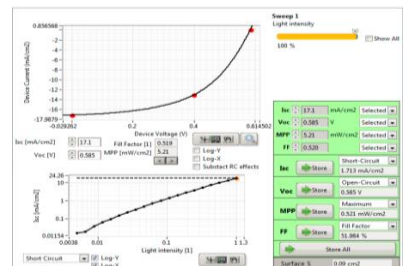 Sweep 1
Light intensity
50
100 %
Show All
0.856568
-2
-4
-6
-8
-10
-12
-14
-16
-17.9879
Device Current (mA/cm2)
-0.029262
0.2
0.4
0.614502
Device Voltage (V)
Isc [mA/cm2] 17.1
Fill Factor [1] 0.519
Voc [V] 0.585
MPP [mW/cm2] 5.21
Log-Y
Log-X
Substact RC effects
24.26
10
1
0.1
0.01154
Isc [mA/cm2]
0.0038
0.05
0.1
1
1.3
Light intensity [1]
Short Circuit
Log-Y
Log-X
Isc 17.1 mA/cm2 Selected
Voc 0.585 V Selected
MPP 5.21 mW/cm2 Selected
FF 0.520 Selected
Isc Store Short-Circuit
1.713 mA/cm2
Voc Store Open-Circuit
0.585 V
MPP Store Maximum
0.521 mW/cm2
FF Store Fill Factor
51.984 %
Store All
Surface S 0.09 cm2